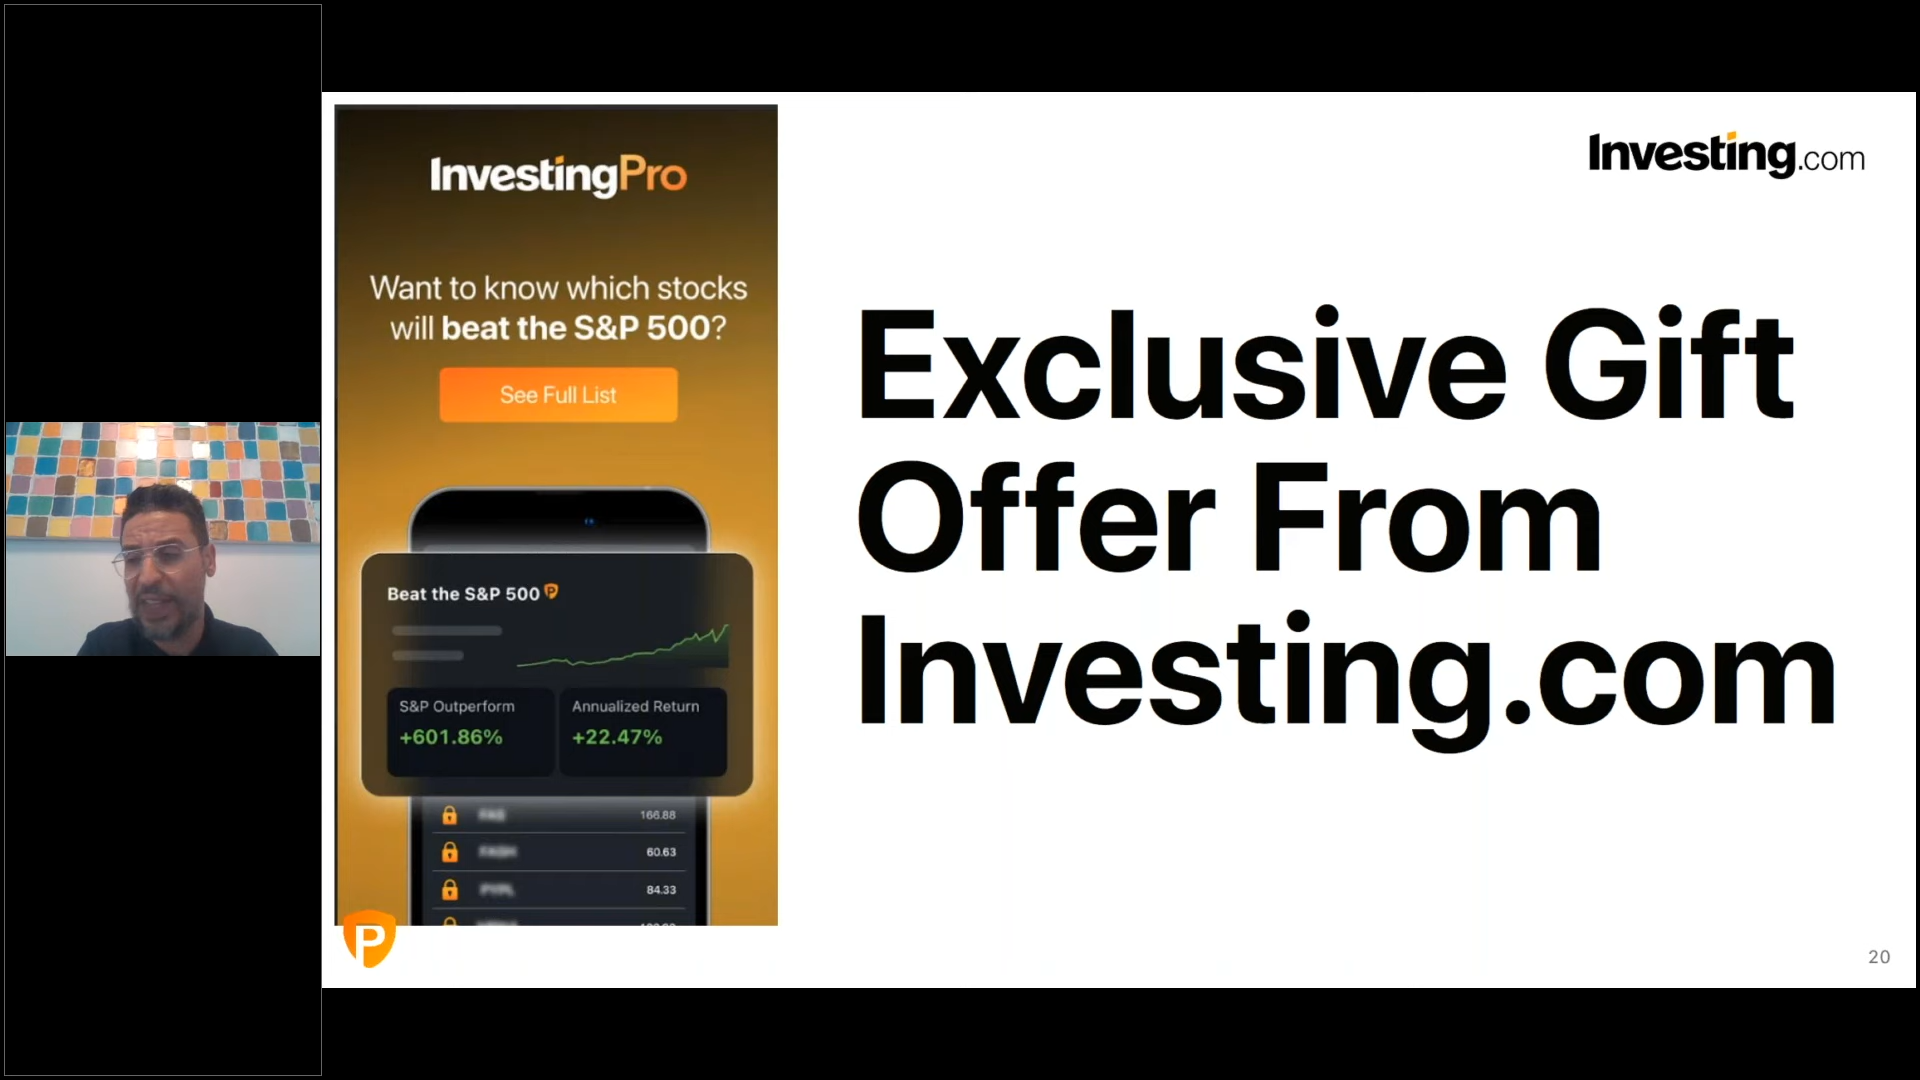 InvestingPro
Want to know which stocks
will beat the S&P 500?
See Full List
Beat the S&P 500
S&P Outperform
+601.86%
Annualized Return
+22.47%
166.88
60.63
84.33
P
Investing.com
Exclusive Gift
Offer From
Investing.com
20